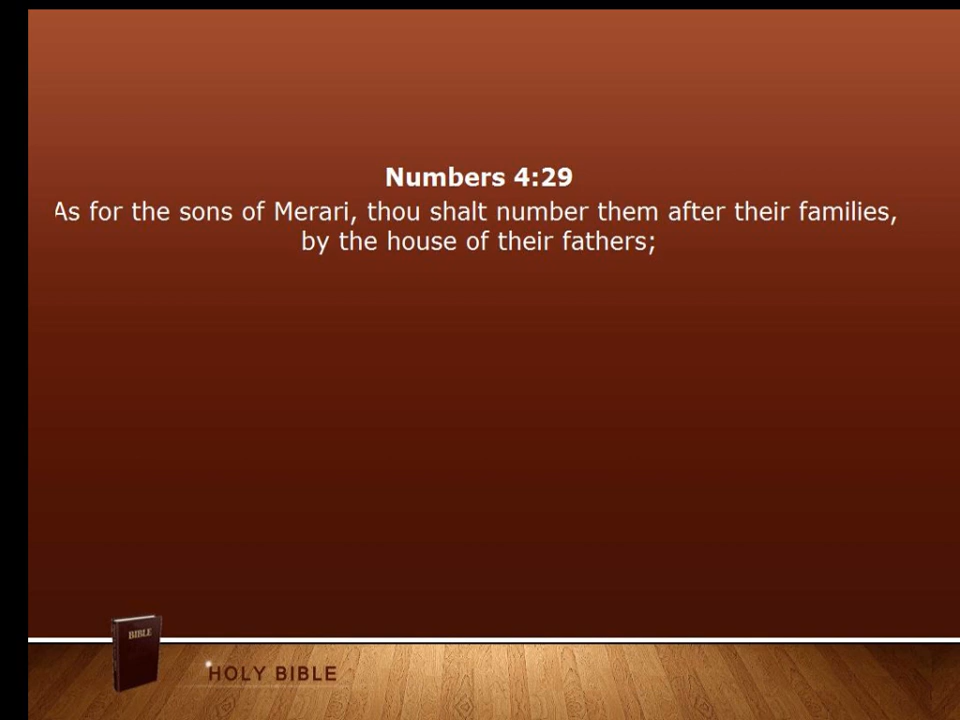 Numbers 4:29
As for the sons of Merari, thou shalt number them after their families,
by the house of their fathers;
BIBLE
HOLY BIBLE